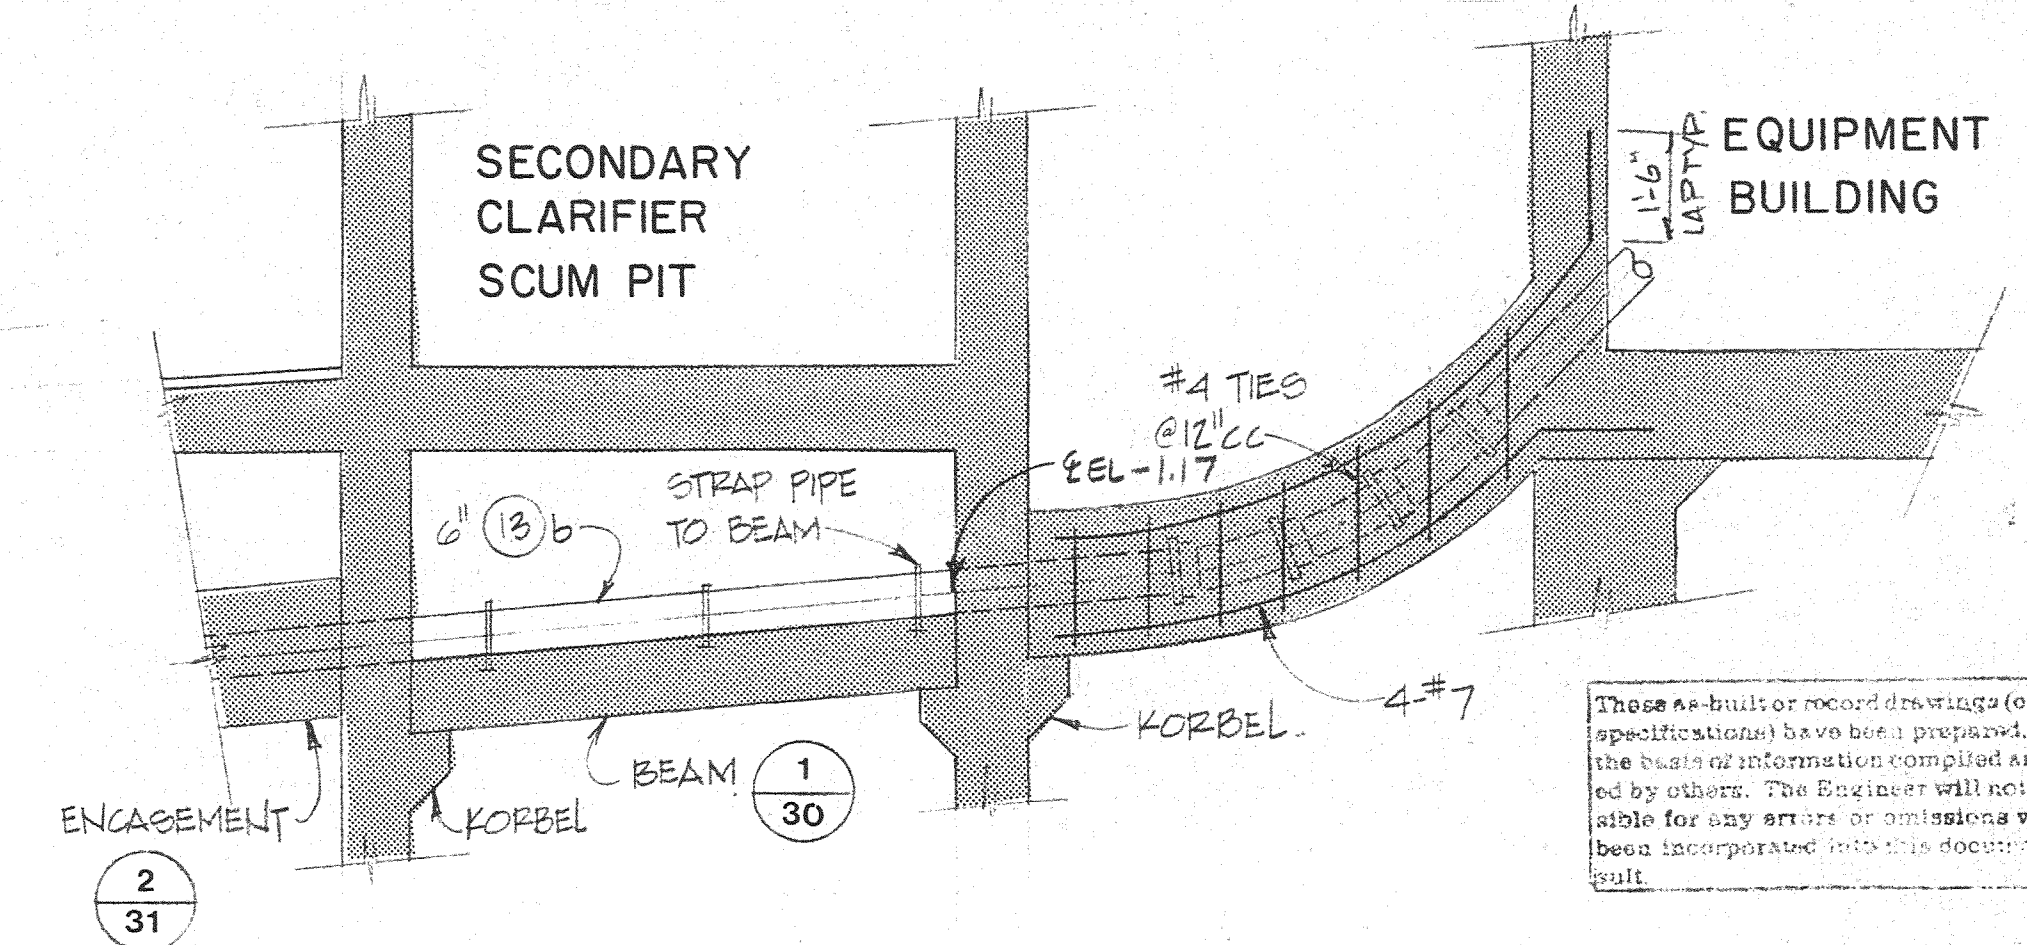 SECONDARY
CLARIFIER
SCUM PIT
EQUIPMENT
BUILDING
1'-6"
LAP TYP.
#4 TIES
@12"CC
℄EL-1.17
STRAP PIPE
TO BEAM
6" 13 b
4-#7
KORBEL
BEAM
1
30
ENCASEMENT
KORBEL
2
31
These as-built or record drawings (o
specifications) have been prepared,
the basis of information compiled
ed by others. The Engineer will not
sible for any errors or omissions
been incorporated into this
sult.